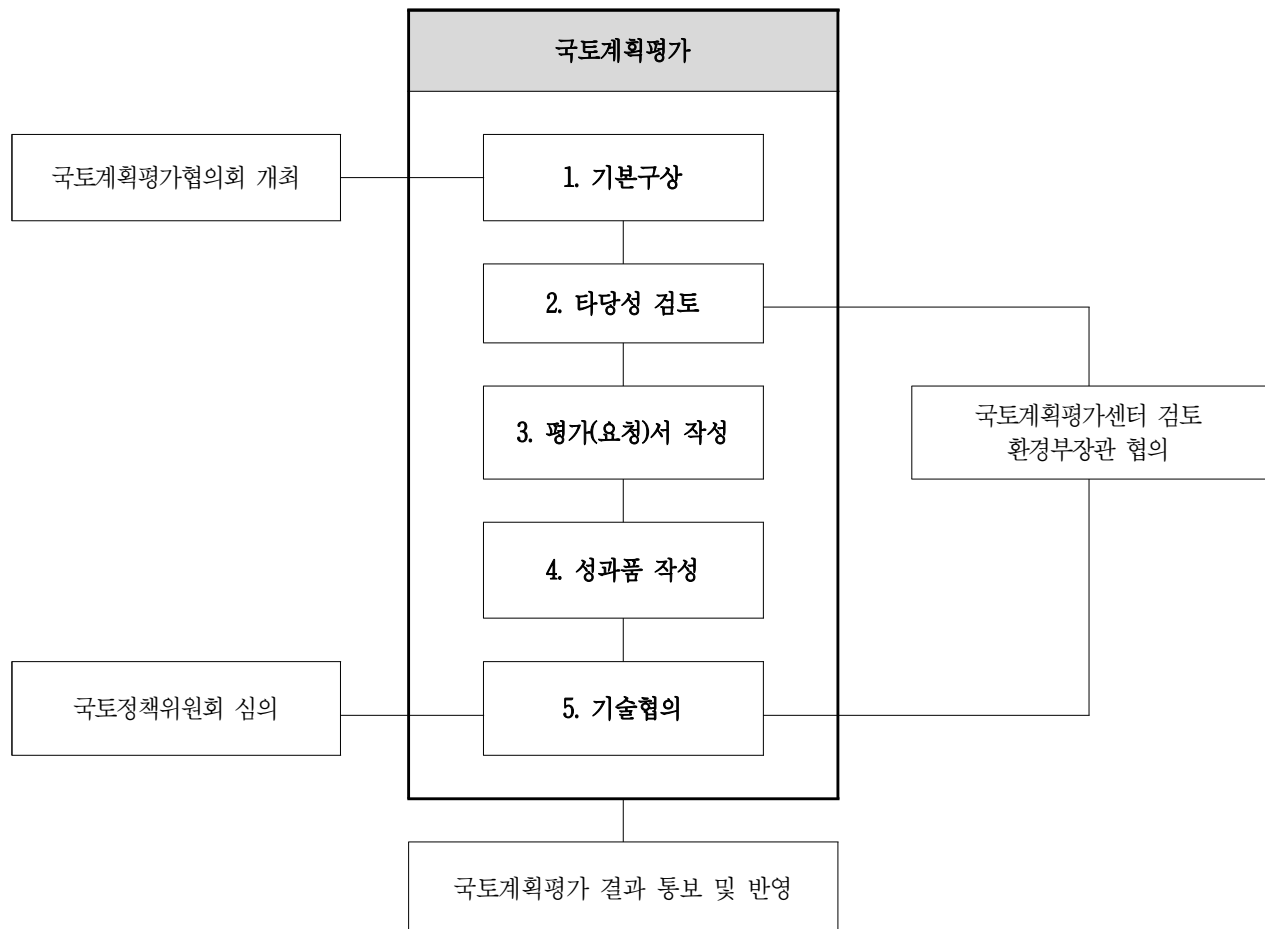 국토계획평가
국토계획평가협의회 개최
1. 기본구상
2. 타당성 검토
3. 평가(요청)서 작성
국토계획평가센터 검토
환경부장관 협의
4. 성과품 작성
국토정책위원회 심의
5. 기술협의
국토계획평가 결과 통보 및 반영